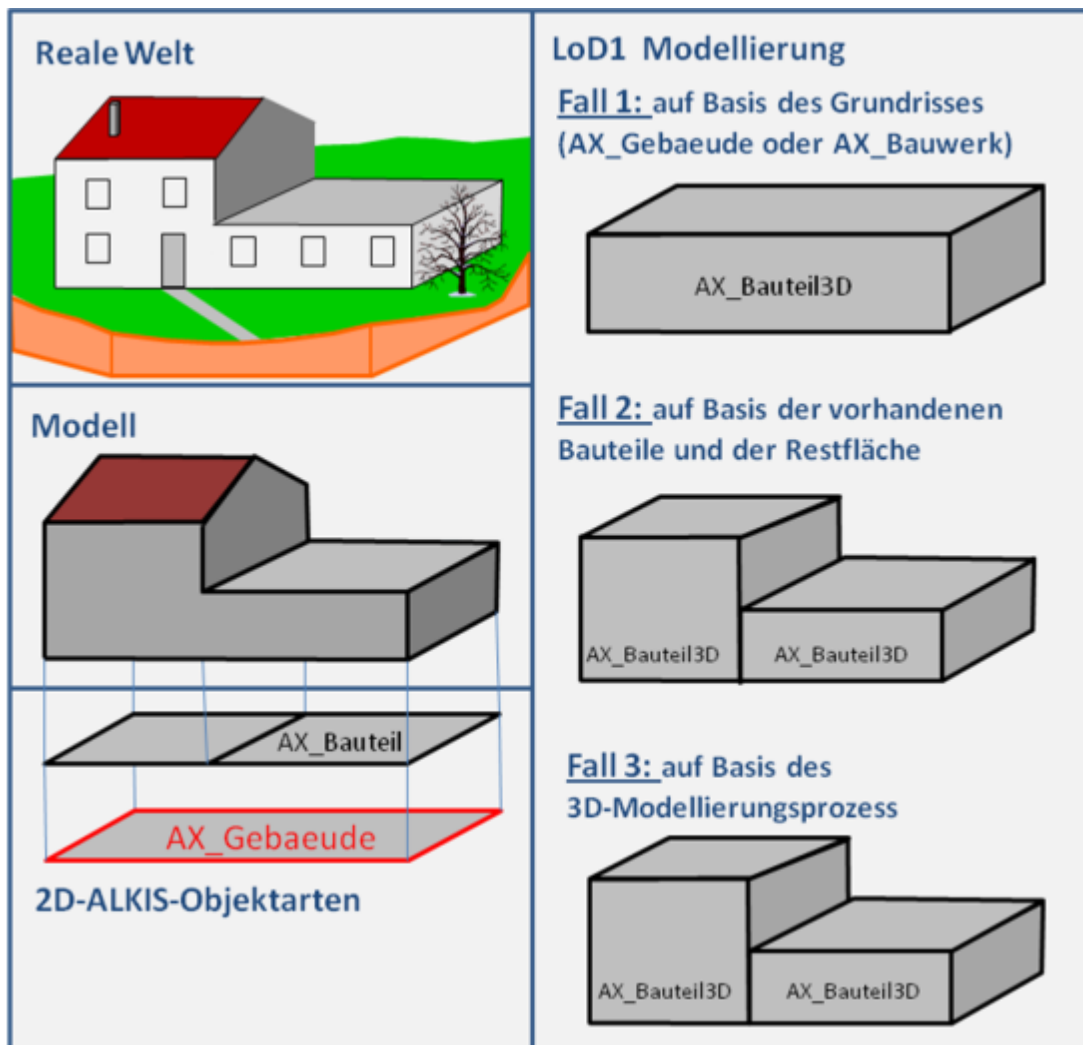 Reale Welt
Modell
AX_Bauteil
AX_Gebaeude
2D-ALKIS-Objektarten
LoD1 Modellierung
Fall 1: auf Basis des Grundrisses
(AX_Gebaeude oder AX_Bauwerk)
AX_Bauteil3D
Fall 2: auf Basis der vorhandenen
Bauteile und der Restfläche
AX_Bauteil3D
AX_Bauteil3D
Fall 3: auf Basis des
3D-Modellierungsprozess
AX_Bauteil3D
AX_Bauteil3D